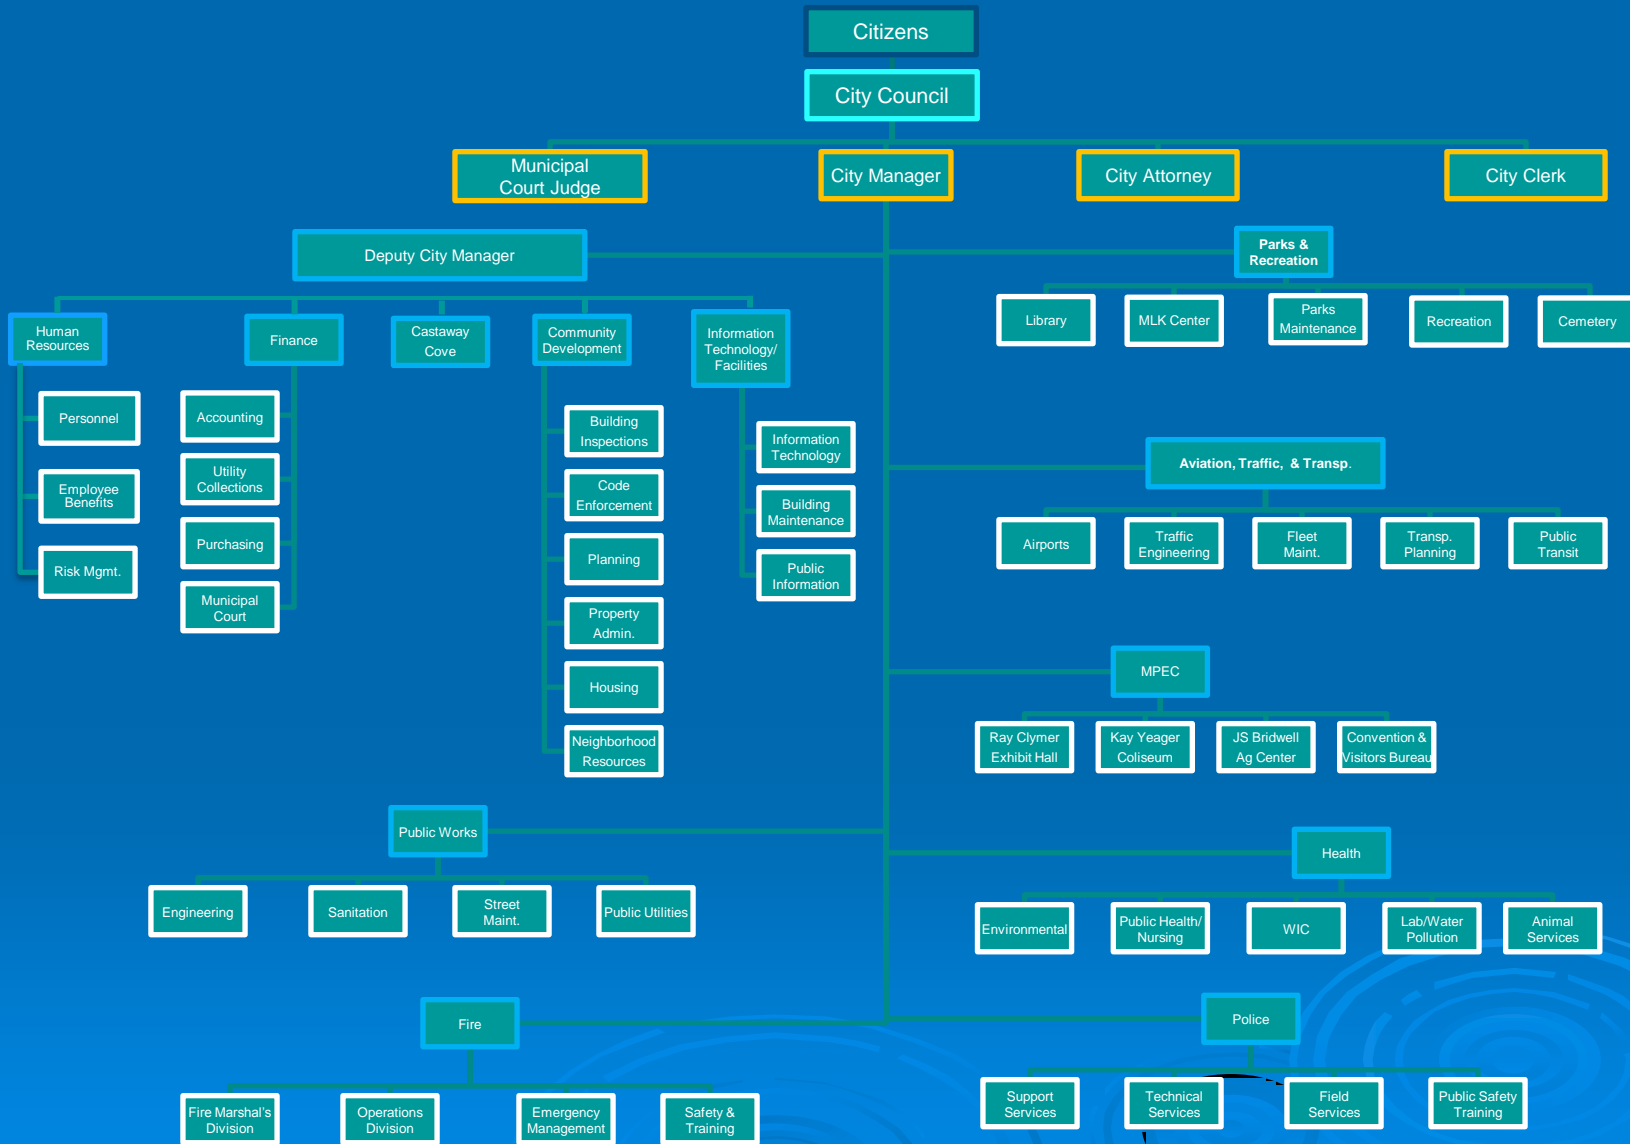 Citizens
City Council
Municipal
Court Judge
City Manager
City Attorney
City Clerk
Deputy City Manager
Parks &
Recreation
Human
Resources
Finance
Castaway
Cove
Community
Development
Information
Technology/
Facilities
Library
MLK Center
Parks
Maintenance
Recreation
Cemetery
Personnel
Employee
Benefits
Risk Mgmt.
Accounting
Utility
Collections
Purchasing
Municipal
Court
Building
Inspections
Code
Enforcement
Planning
Property
Admin.
Housing
Neighborhood
Resources
Information
Technology
Building
Maintenance
Public
Information
Aviation, Traffic, & Transp.
Airports
Traffic
Engineering
Fleet
Maint.
Transp.
Planning
Public
Transit
MPEC
Ray Clymer
Exhibit Hall
Kay Yeager
Coliseum
JS Bridwell
Ag Center
Convention &
Visitors Bureau
Public Works
Engineering
Sanitation
Street
Maint.
Public Utilities
Health
Environmental
Public Health/
Nursing
WIC
Lab/Water
Pollution
Animal
Services
Fire
Fire Marshal's
Division
Operations
Division
Emergency
Management
Safety &
Training
Police
Support
Services
Technical
Services
Field
Services
Public Safety
Training